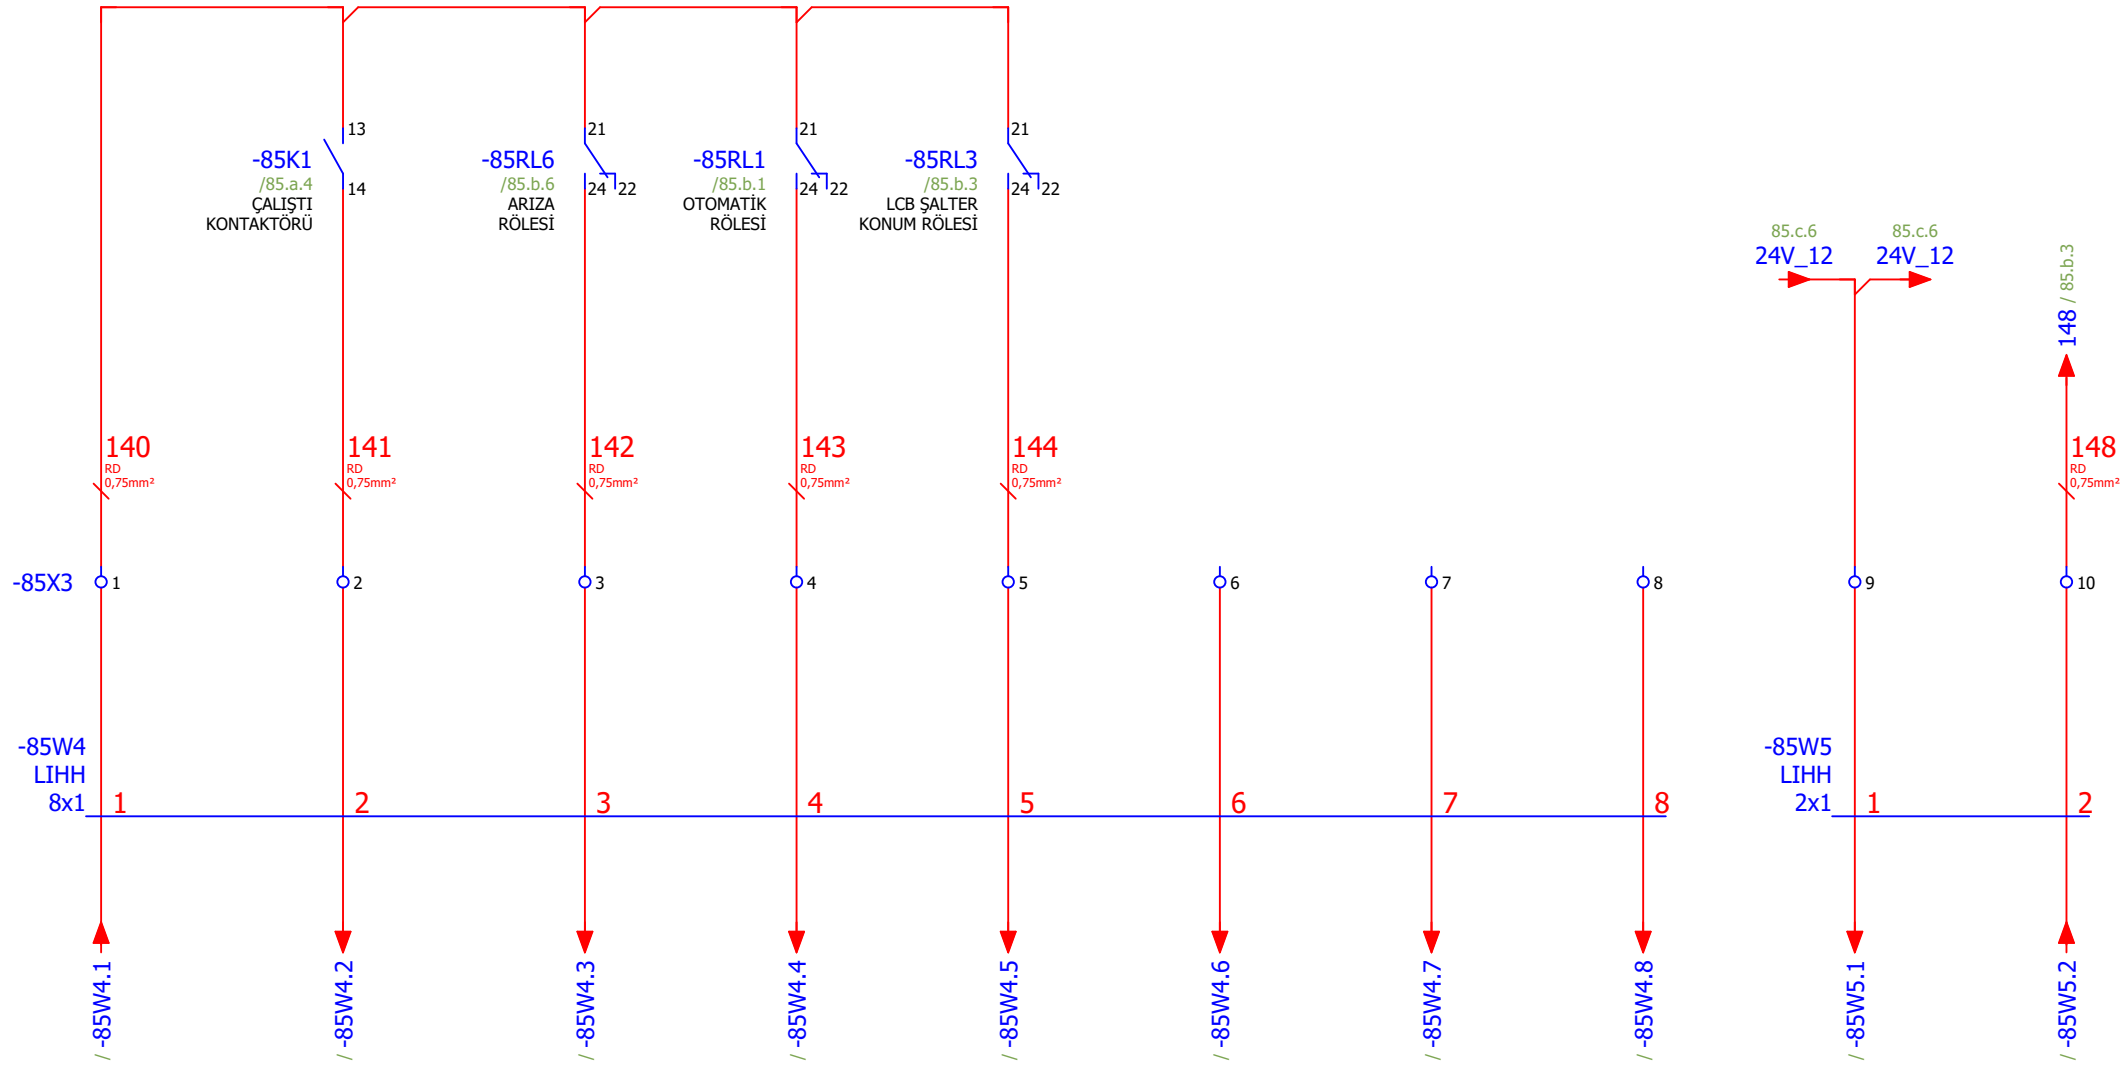 13
-85K1
/85.a.4
14
ÇALIŞTI
KONTAKTÖRÜ
21
-85RL6
/85.b.6
24 22
ARIZA
RÖLESİ
21
-85RL1
/85.b.1
24 22
OTOMATİK
RÖLESİ
21
-85RL3
/85.b.3
24 22
LCB ŞALTER
KONUM RÖLESİ
85.c.6
24V_12
85.c.6
24V_12
148 / 85.b.3
140
RD
0,75mm²
141
RD
0,75mm²
142
RD
0,75mm²
143
RD
0,75mm²
144
RD
0,75mm²
148
RD
0,75mm²
-85X3 1 2 3 4 5 6 7 8 9 10
-85W4
LIHH
8x1
1 2 3 4 5 6 7 8
-85W5
LIHH
2x1
1 2
/ -85W4.1
/ -85W4.2
/ -85W4.3
/ -85W4.4
/ -85W4.5
/ -85W4.6
/ -85W4.7
/ -85W4.8
/ -85W5.1
/ -85W5.2